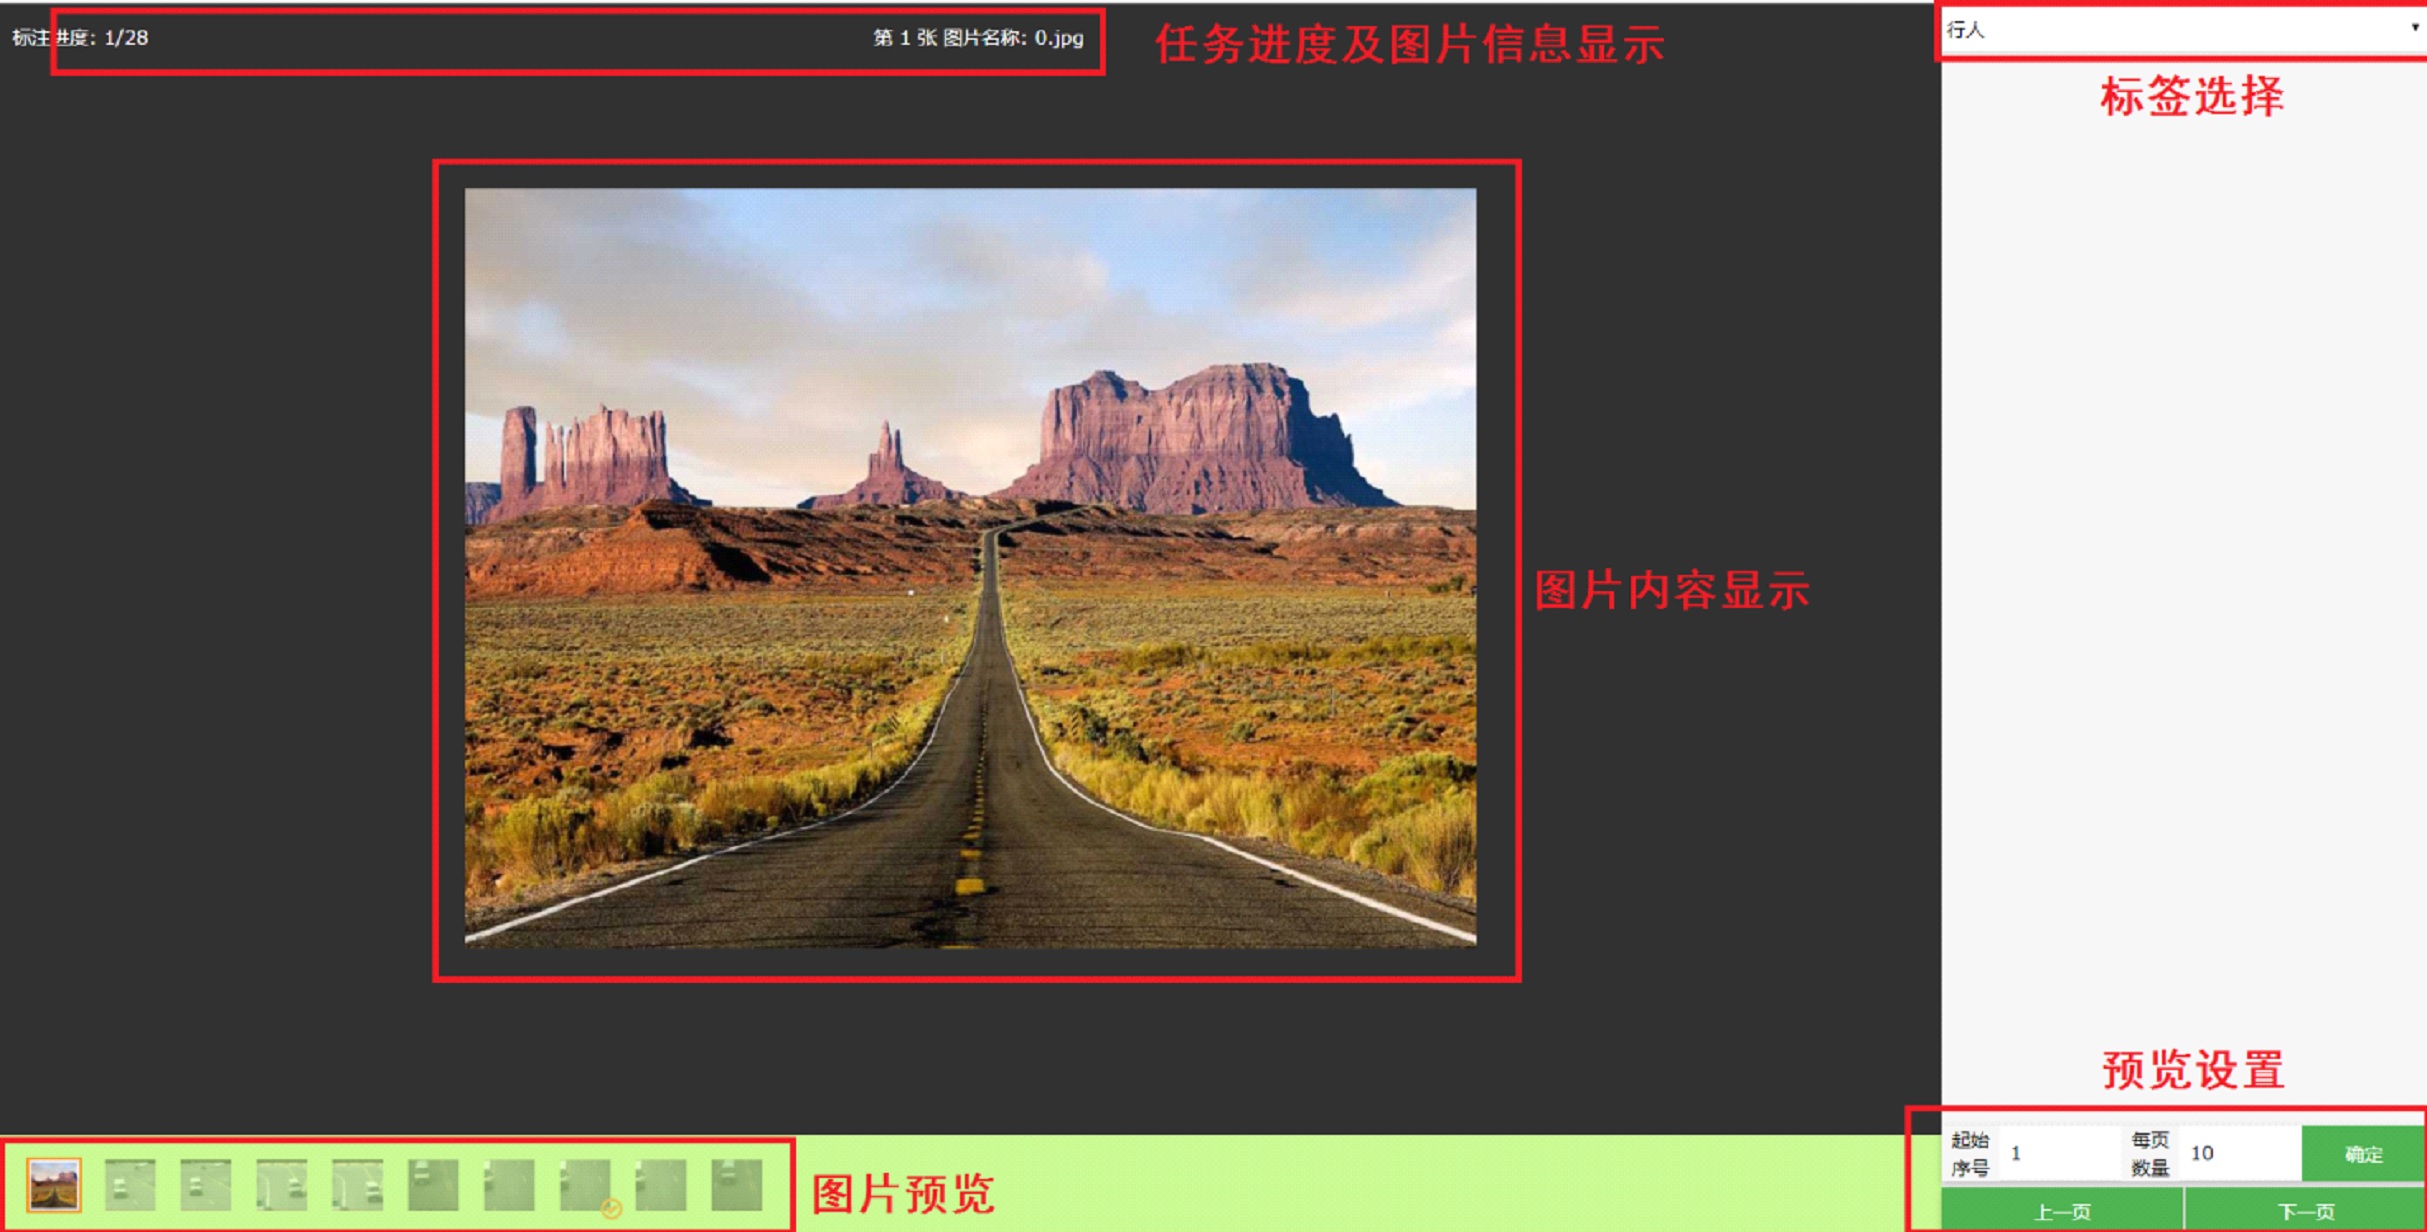 标注进度: 1/28
第 1 张 图片名称: 0.jpg
任务进度及图片信息显示
行人
标签选择
图片内容显示
预览设置
起始序号
1
每页数量
10
确定
上一页
下一页
图片预览